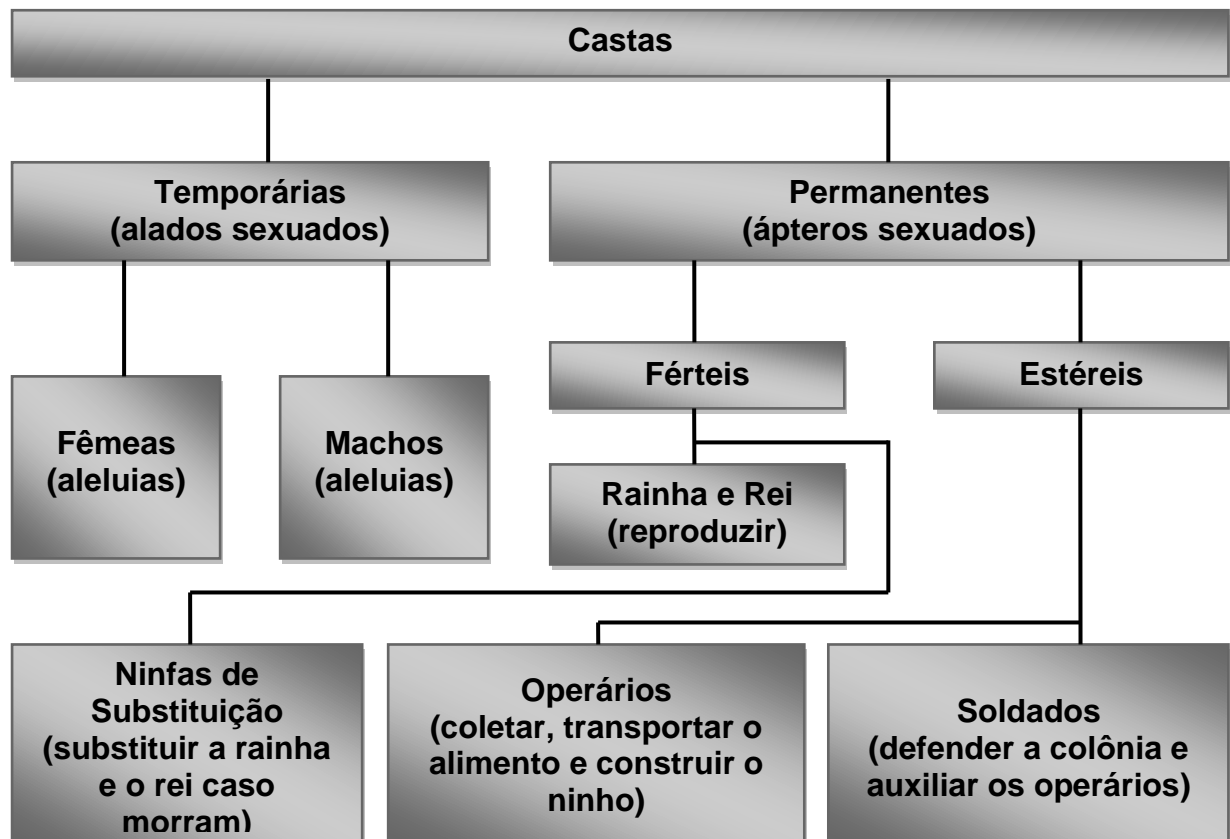 Castas
Temporárias
(alados sexuados)
Permanentes
(ápteros sexuados)
Fêmeas
(aleluias)
Machos
(aleluias)
Férteis
Estéreis
Rainha e Rei
(reproduzir)
Ninfas de
Substituição
(substituir a rainha
e o rei caso
morram)
Operários
(coletar, transportar o
alimento e construir o
ninho)
Soldados
(defender a colônia e
auxiliar os operários)